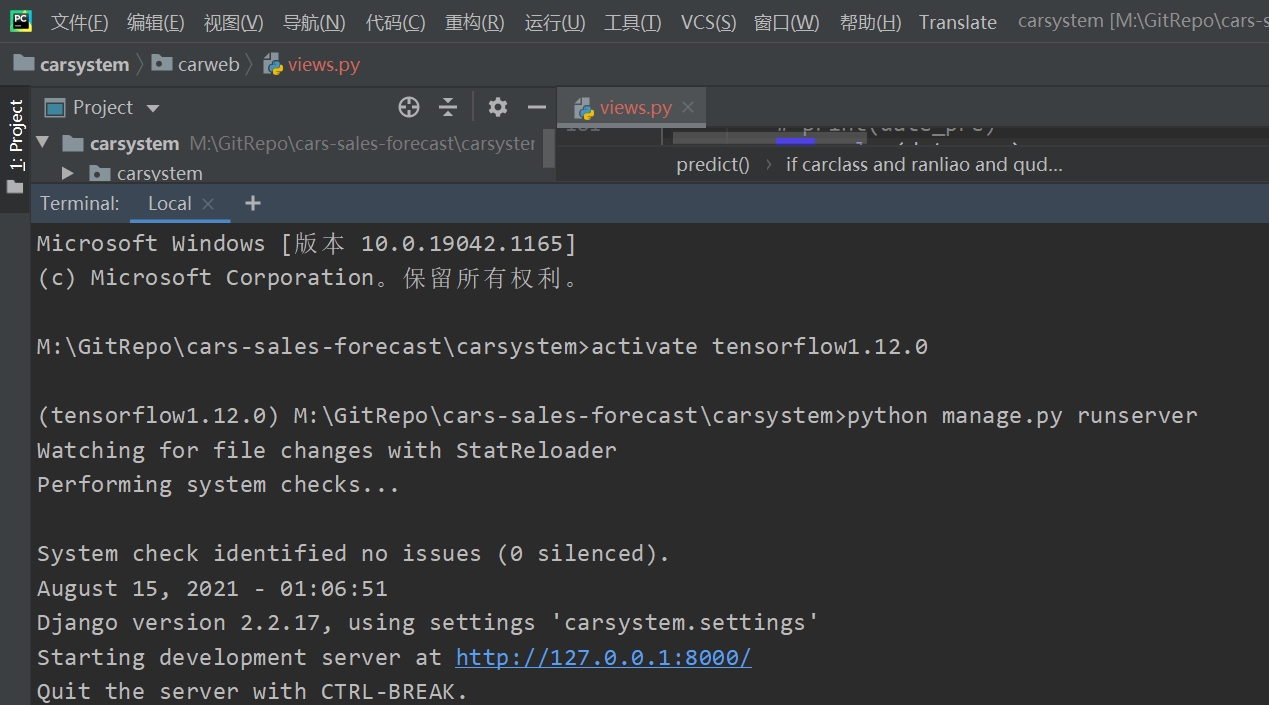 PC 文件(F) 编辑(E) 视图(V) 导航(N) 代码(C) 重构(R) 运行(U) 工具(T) VCS(S) 窗口(W) 帮助(H) Translate carsystem [M:\GitRepo\cars-s
carsystem carweb views.py
1: Project
Project views.py
carsystem M:\GitRepo\cars-sales-forecast\carsyster
carsystem
predict() › if carclass and ranliao and qud...
Terminal: Local × +
Microsoft Windows [版本 10.0.19042.1165]
(c) Microsoft Corporation。保留所有权利。
M:\GitRepo\cars-sales-forecast\carsystem>activate tensorflow1.12.0
(tensorflow1.12.0) M:\GitRepo\cars-sales-forecast\carsystem>python manage.py runserver
Watching for file changes with StatReloader
Performing system checks...
System check identified no issues (0 silenced).
August 15, 2021 - 01:06:51
Django version 2.2.17, using settings 'carsystem.settings'
Starting development server at http://127.0.0.1:8000/
Quit the server with CTRL-BREAK.